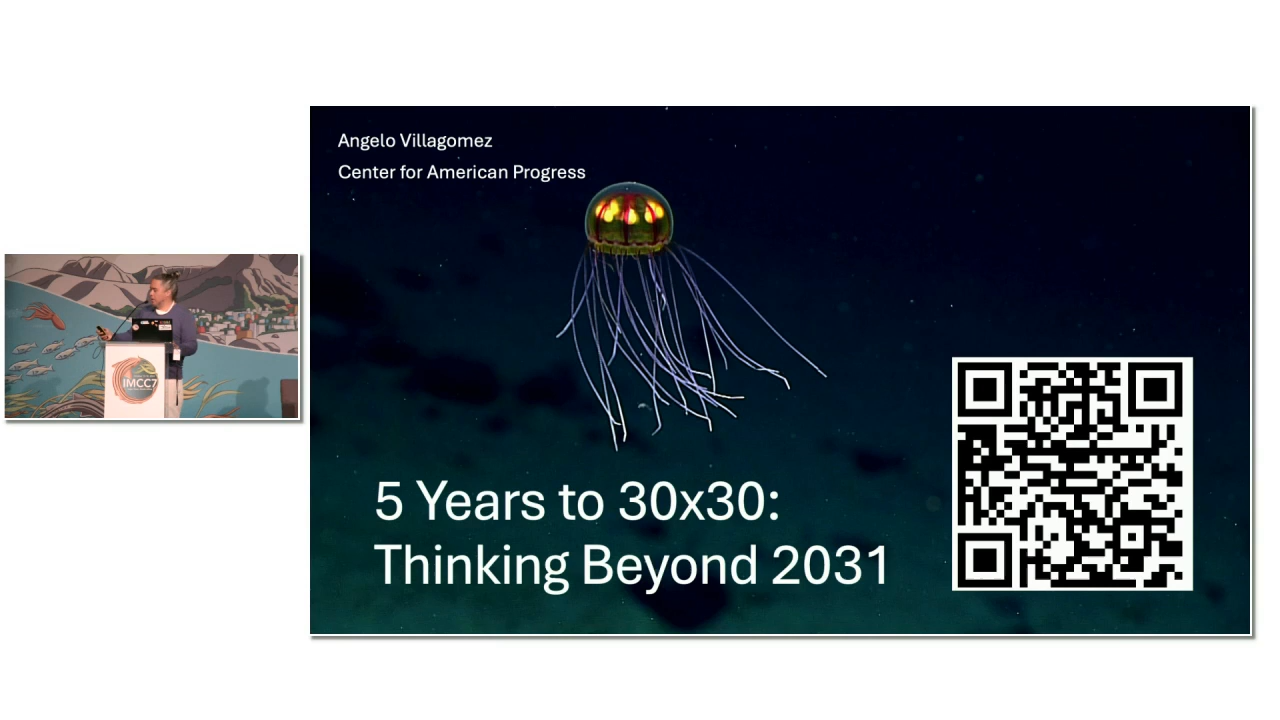 Angelo Villagomez
Center for American Progress
5 Years to 30x30:
Thinking Beyond 2031
IMCC7